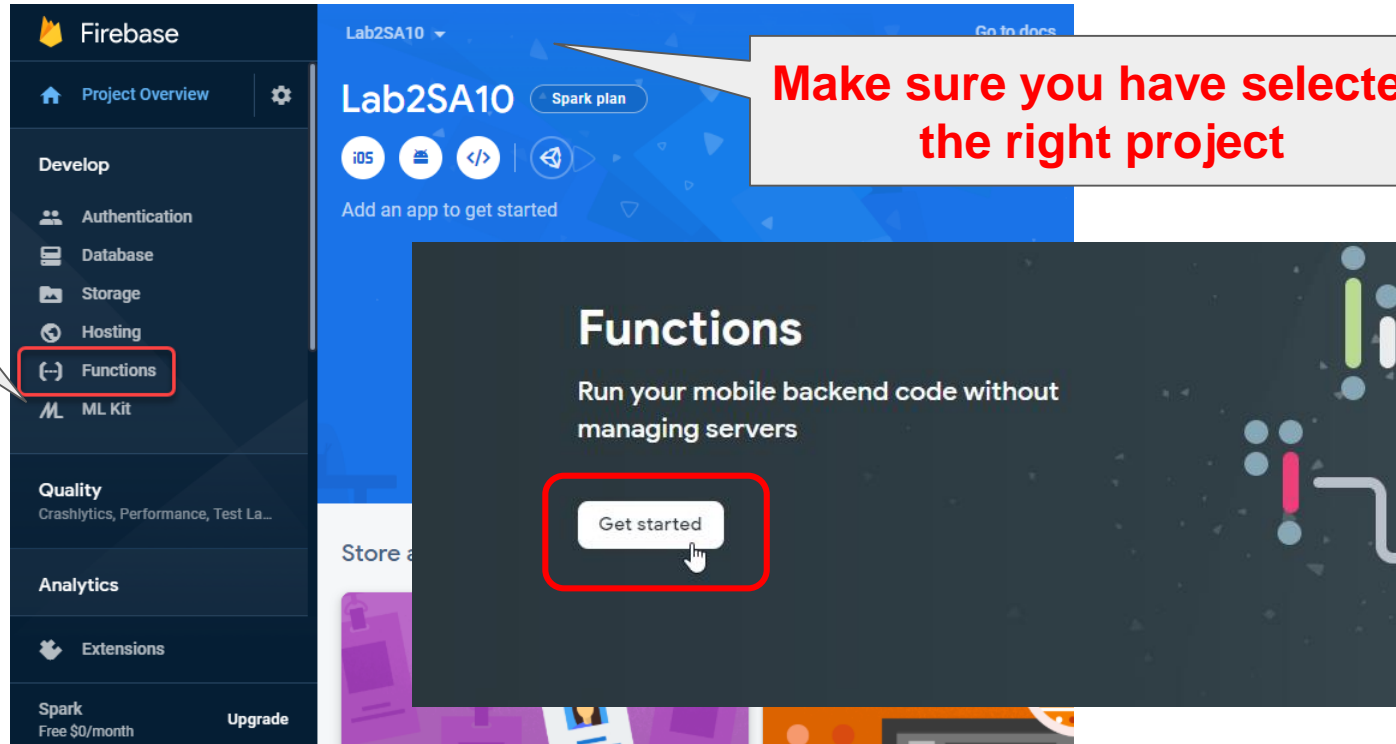 Firebase
Project Overview
Develop
Authentication
Database
Storage
Hosting
Functions
ML Kit
Quality
Crashlytics, Performance, Test La...
Analytics
Extensions
Spark
Free $0/month
Upgrade
Lab2SA10
Go to docs
Lab2SA10
Spark plan
iOS
</>
Add an app to get started
Make sure you have selecte
the right project
Functions
Run your mobile backend code without
managing servers
Get started
Store